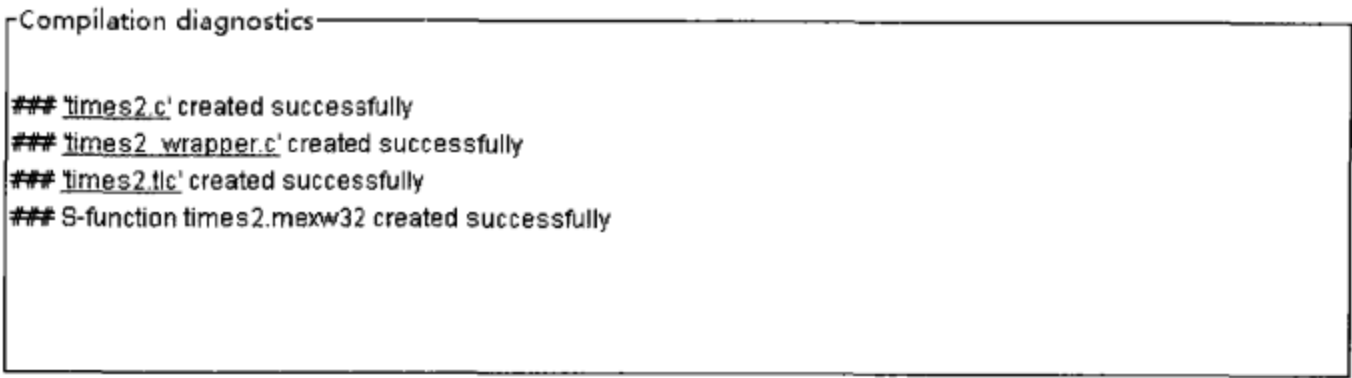 Compilation diagnostics
### 'times2.c' created successfully
### 'times2_wrapper.c' created successfully
### 'times2.tlc' created successfully
### S-function times2.mexw32 created successfully